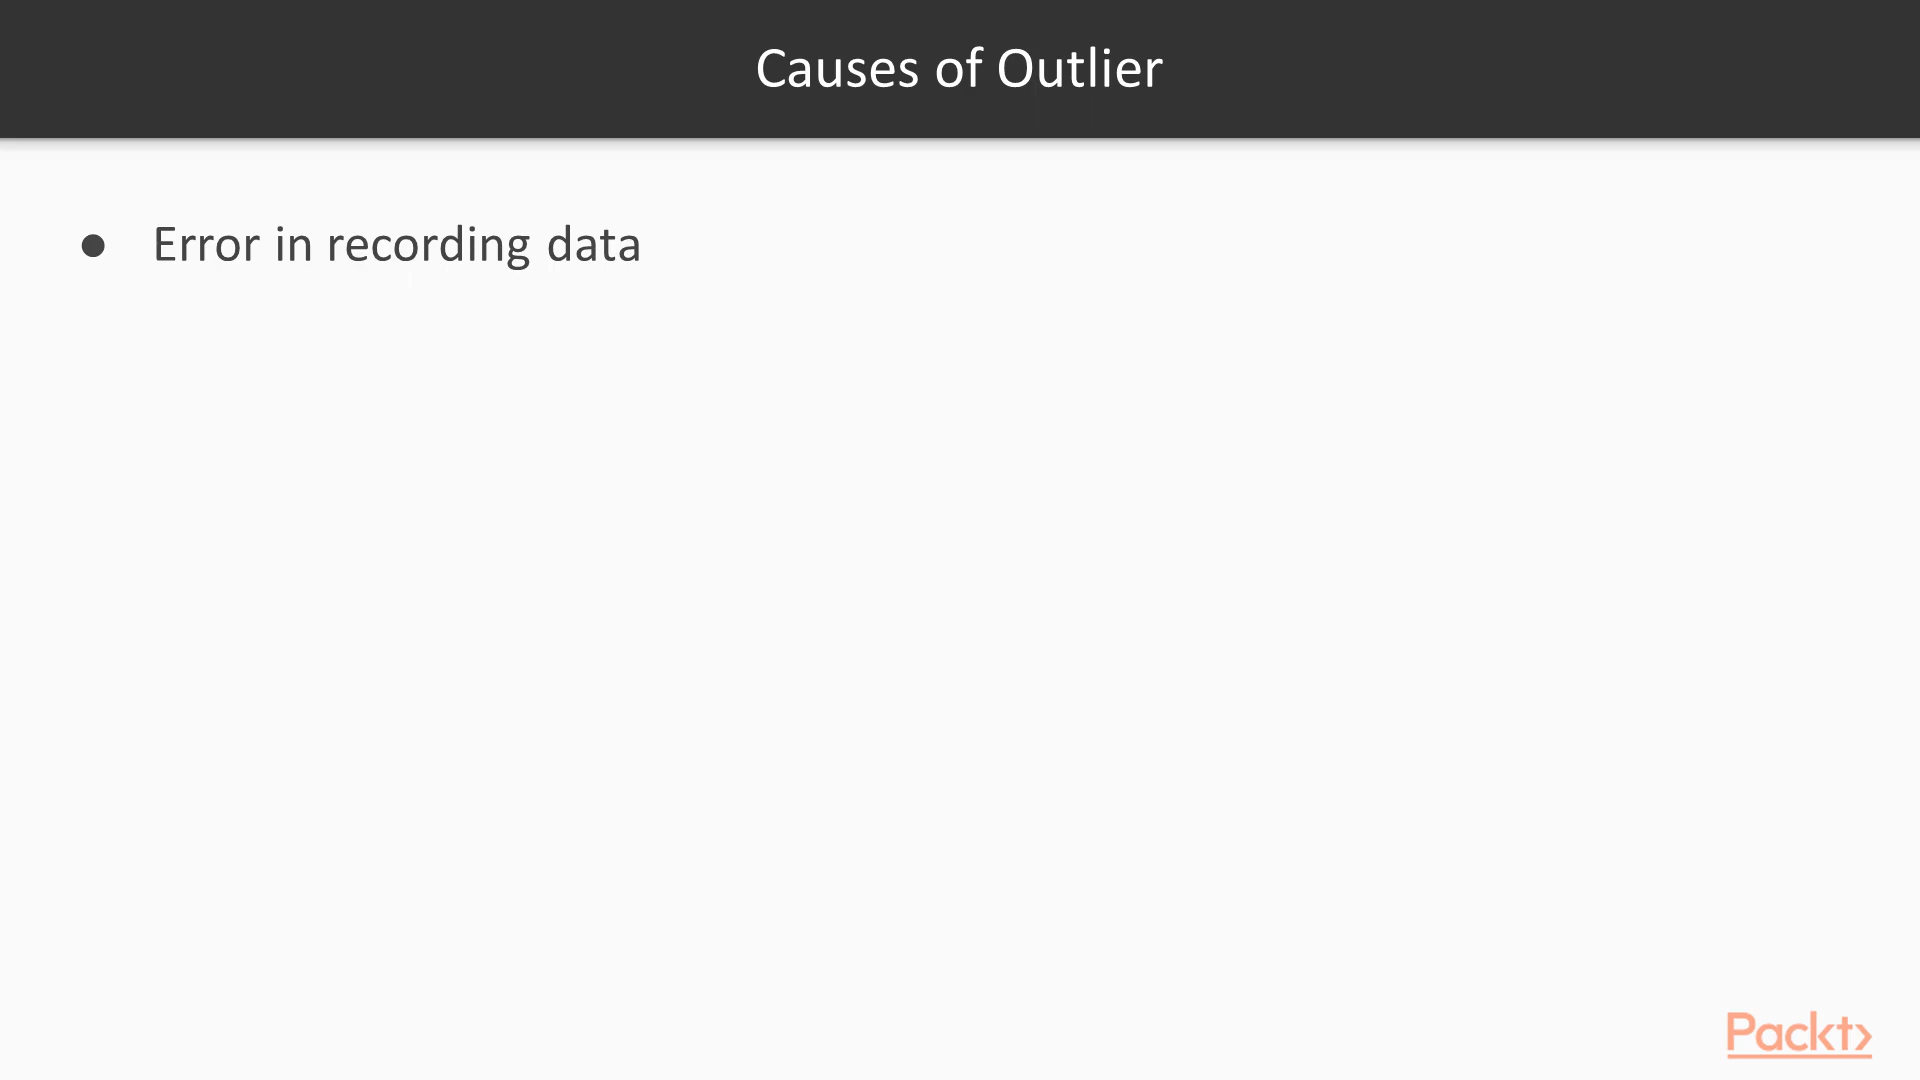 Causes of Outlier
● Error in recording data
Packt>